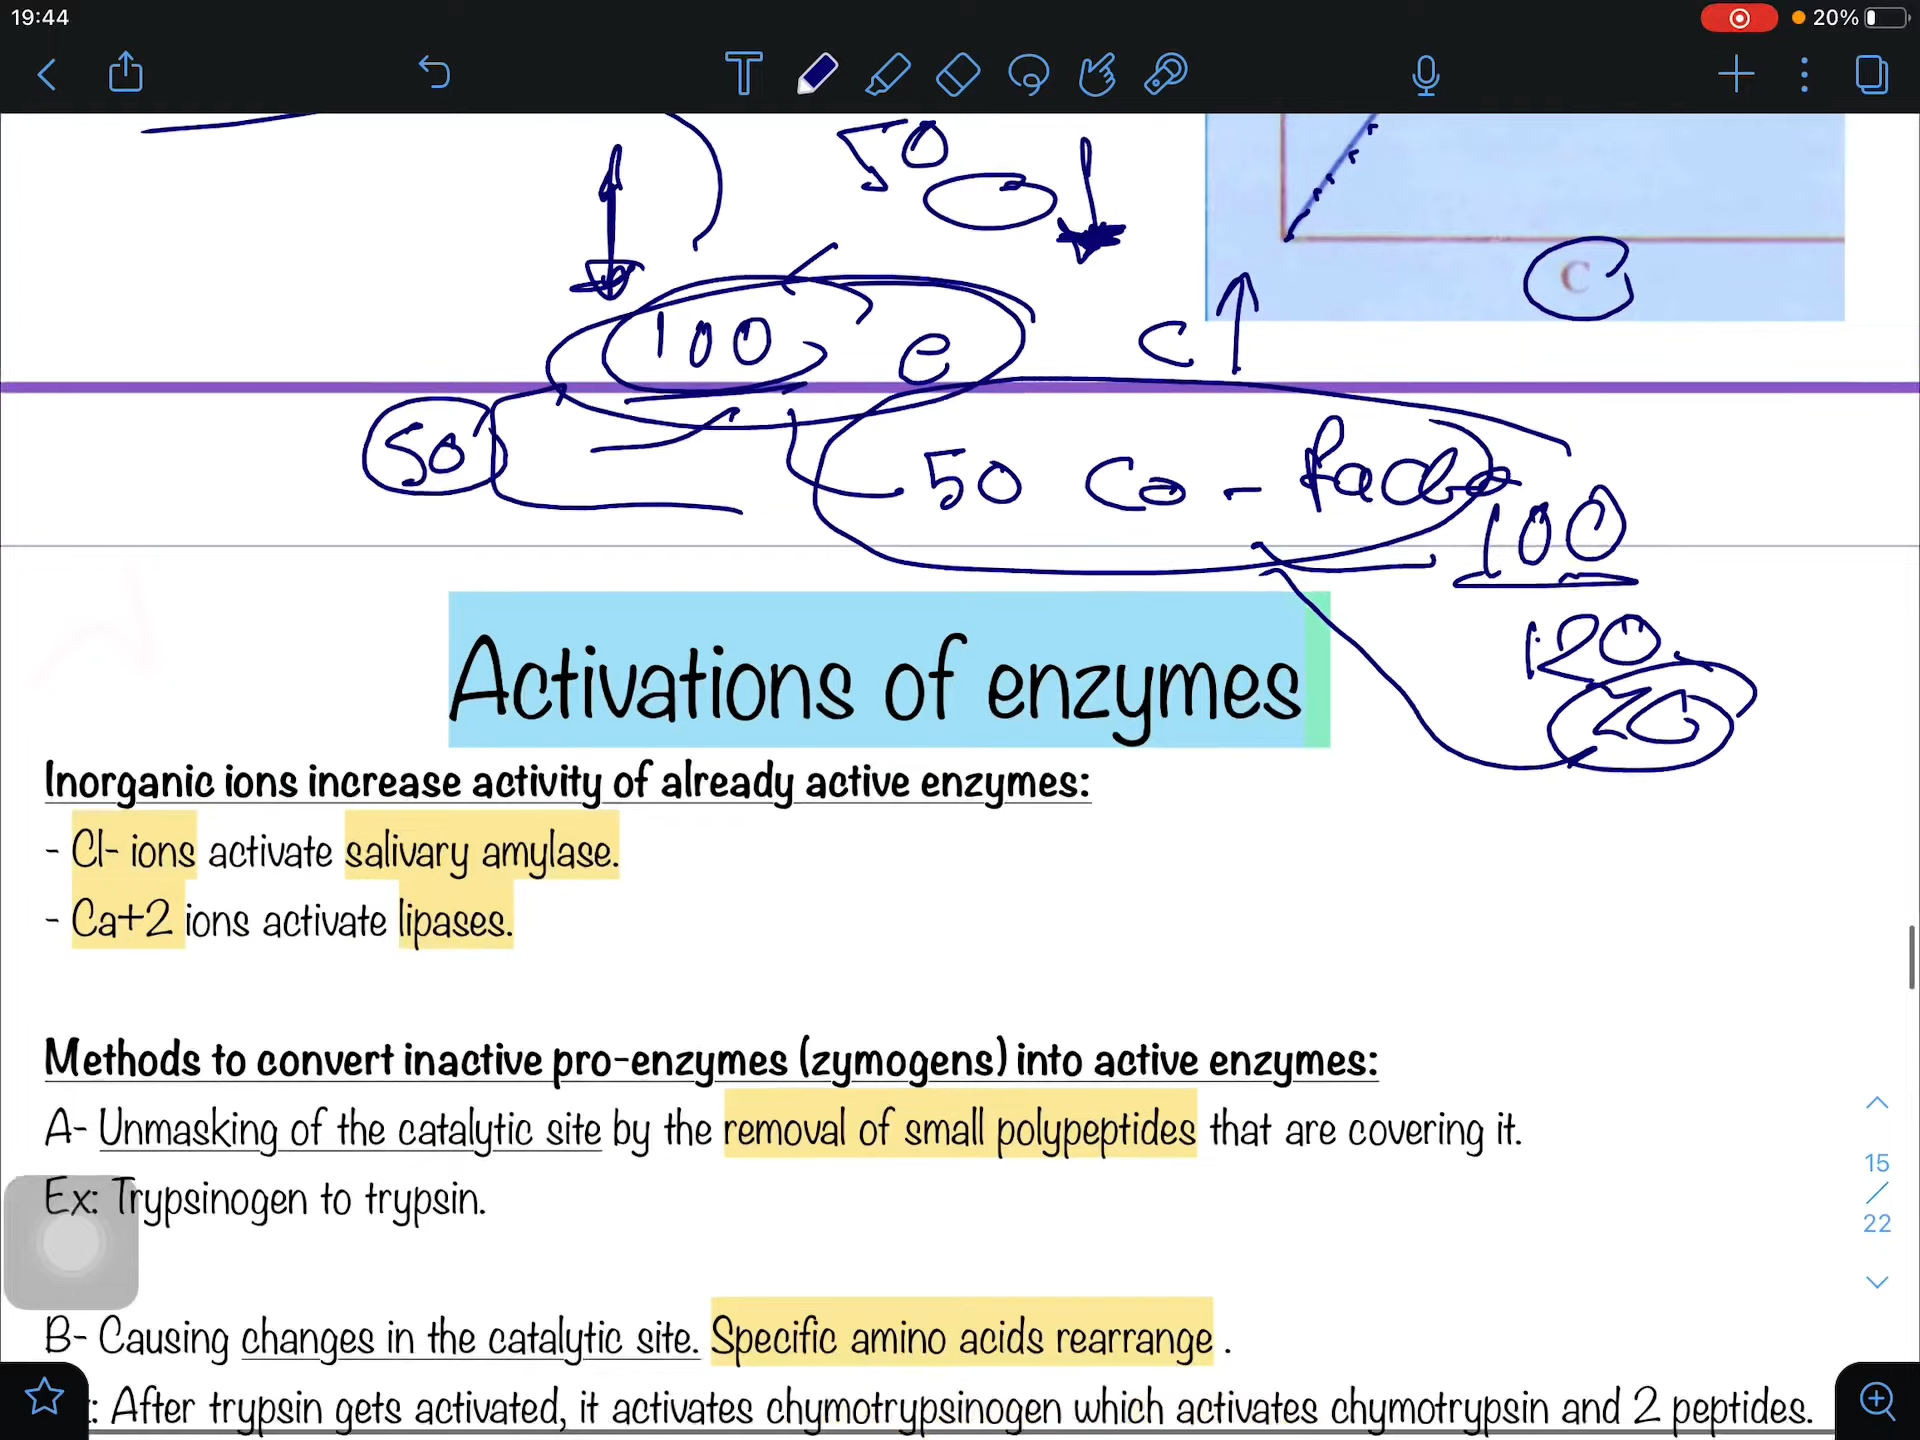 19:44
20%
50
C
100 e
C
50
50 Co-factor
100
120
20
Activations of enzymes
Inorganic ions increase activity of already active enzymes:
- Cl- ions activate salivary amylase.
- Ca+2 ions activate lipases.
Methods to convert inactive pro-enzymes (zymogens) into active enzymes:
A- Unmasking of the catalytic site by the removal of small polypeptides that are covering it.
Ex: Trypsinogen to trypsin.
15
/
22
B- Causing changes in the catalytic site. Specific amino acids rearrange .
: After trypsin gets activated, it activates chymotrypsinogen which activates chymotrypsin and 2 peptides.